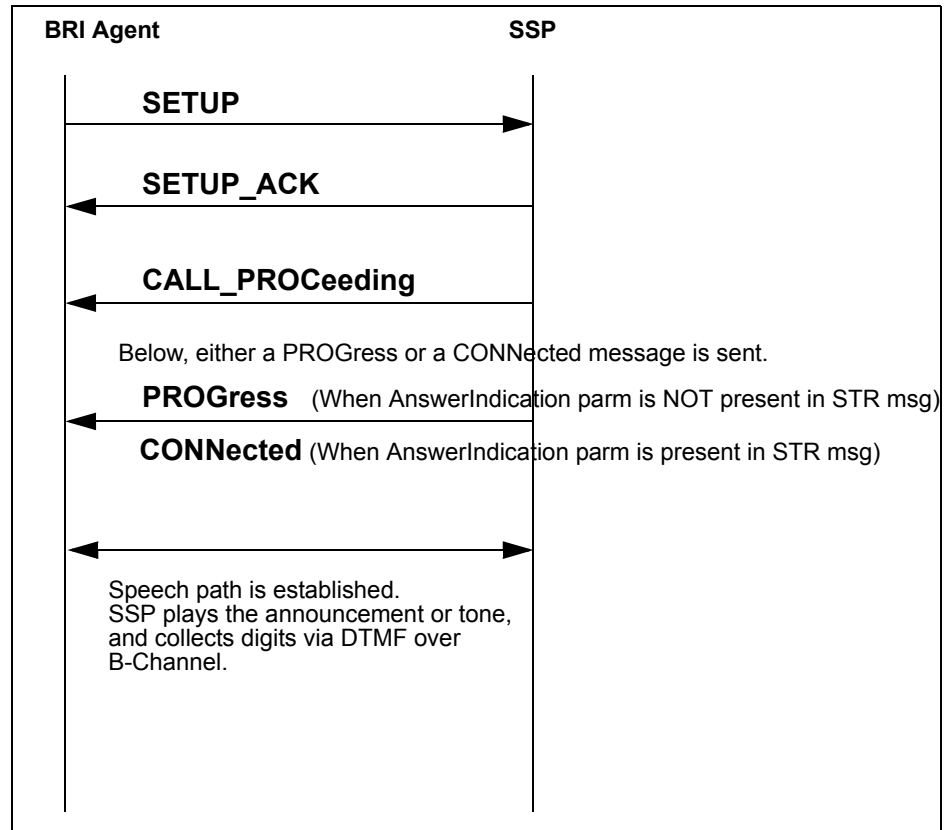 BRI Agent SSP
SETUP
SETUP_ACK
CALL_PROCeeding
Below, either a PROGress or a CONNected message is sent.
PROGress (When AnswerIndication parm is NOT present in STR msg)
CONNected (When AnswerIndication parm is present in STR msg)
Speech path is established.
SSP plays the announcement or tone,
and collects digits via DTMF over
B-Channel.